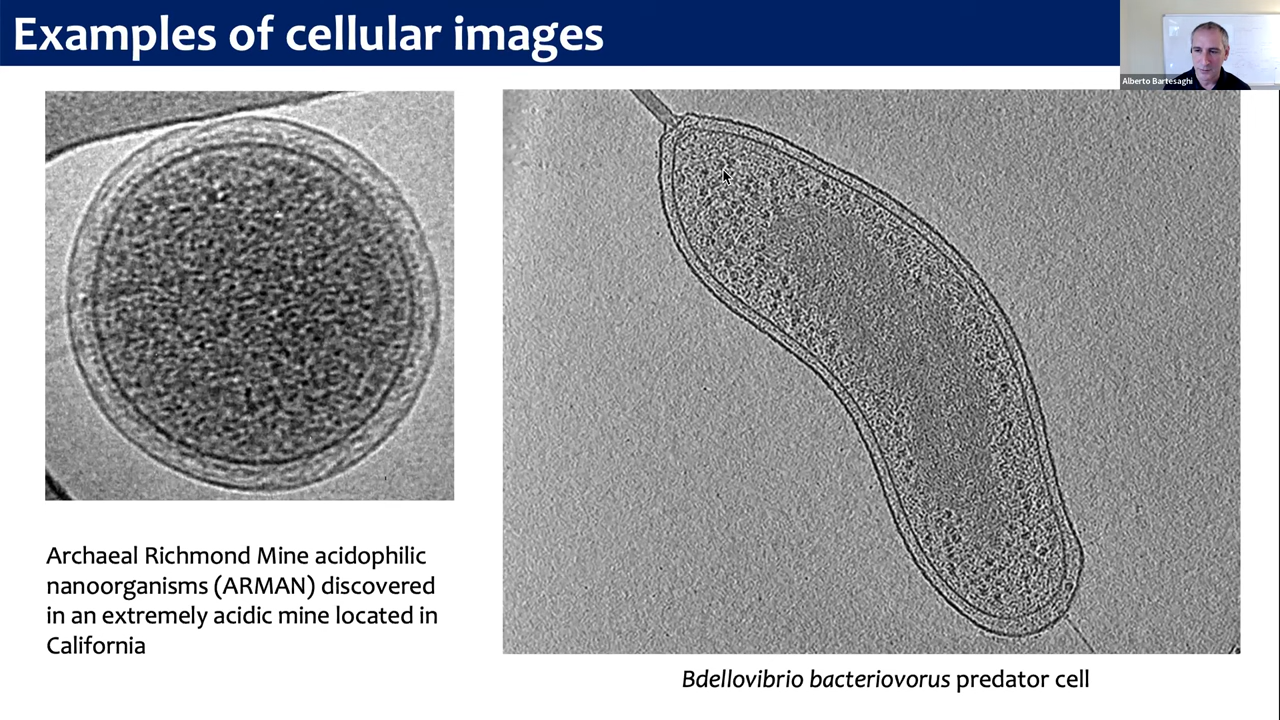 Examples of cellular images
Alberto Bartesaghi
Archaeal Richmond Mine acidophilic
nanoorganisms (ARMAN) discovered
in an extremely acidic mine located in
California
Bdellovibrio bacteriovorus predator cell